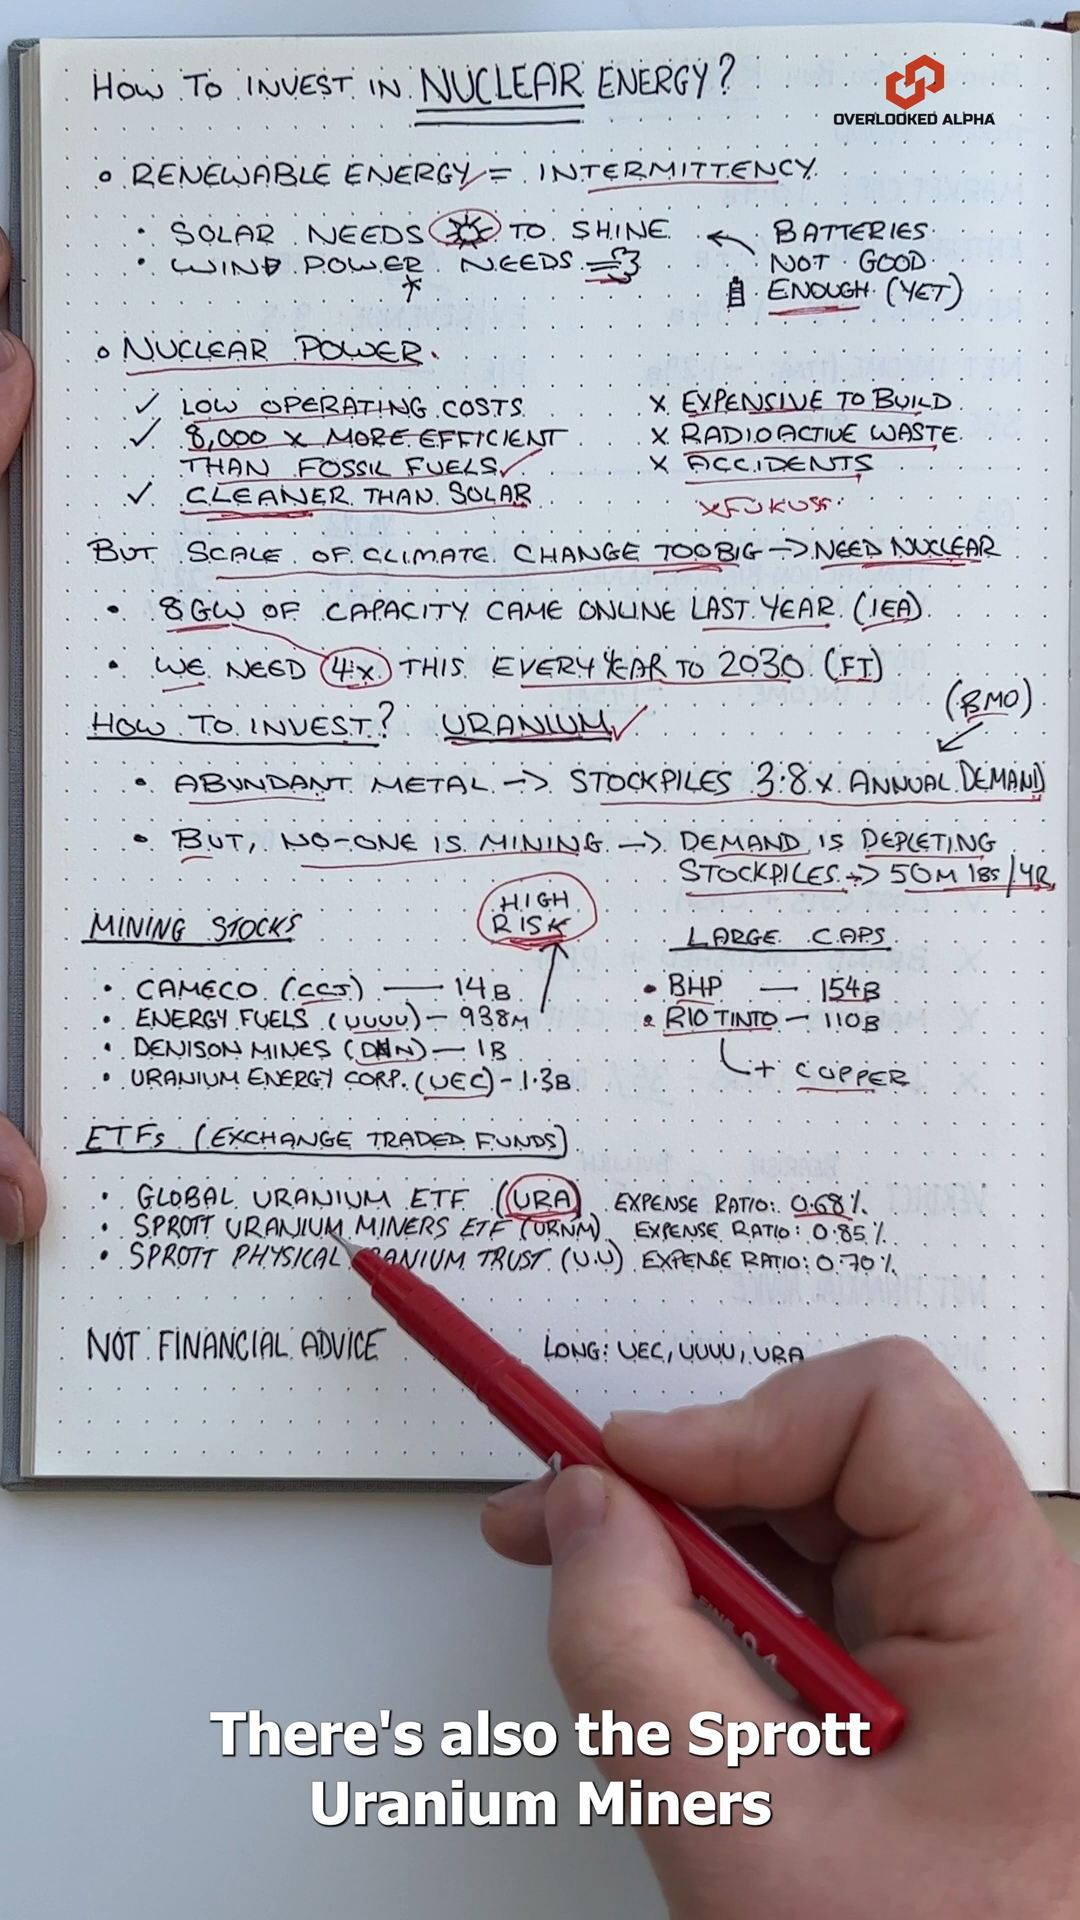 HOW TO INVEST IN NUCLEAR ENERGY?
OVERLOOKED ALPHA
RENEWABLE ENERGY = INTERMITTENCY
SOLAR NEEDS TO SHINE
WIND POWER NEEDS
BATTERIES
NOT GOOD
ENOUGH (YET)
NUCLEAR POWER
✓ LOW OPERATING COSTS
✓ 8,000 X MORE EFFICIENT
THAN FOSSIL FUELS
✓ CLEANER THAN SOLAR
X EXPENSIVE TO BUILD
X RADIOACTIVE WASTE
X ACCIDENTS
BUT SCALE OF CLIMATE CHANGE TOO BIG → NEED NUCLEAR
• 8GW OF CAPACITY CAME ONLINE LAST YEAR (IEA)
• WE NEED 4x THIS EVERY YEAR TO 2030 (FT)
HOW TO INVEST? URANIUM ✓
(BMO)
• ABUNDANT METAL → STOCKPILES 3.8 X ANNUAL DEMAND
• BUT, NO-ONE IS MINING → DEMAND IS DEPLETING
STOCKPILES → 50M lbs/YR
HIGH
RISK
MINING STOCKS
• CAMECO (CCJ) — 14B
• ENERGY FUELS (UUUU) — 938M
• DENISON MINES (DNN) — 1B
• URANIUM ENERGY CORP. (UEC) - 1.3B
LARGE CAPS
• BHP — 154B
• RIO TINTO — 110B
+ COPPER
ETFs (EXCHANGE TRADED FUNDS)
• GLOBAL URANIUM ETF (URA) EXPENSE RATIO: 0.68%
• SPROTT URANIUM MINERS ETF (URNM) EXPENSE RATIO: 0.85%
• SPROTT PHYSICAL URANIUM TRUST (U.U) EXPENSE RATIO: 0.70%
NOT FINANCIAL ADVICE
LONG: UEC, UUUU, URA
There's also the Sprott
Uranium Miners